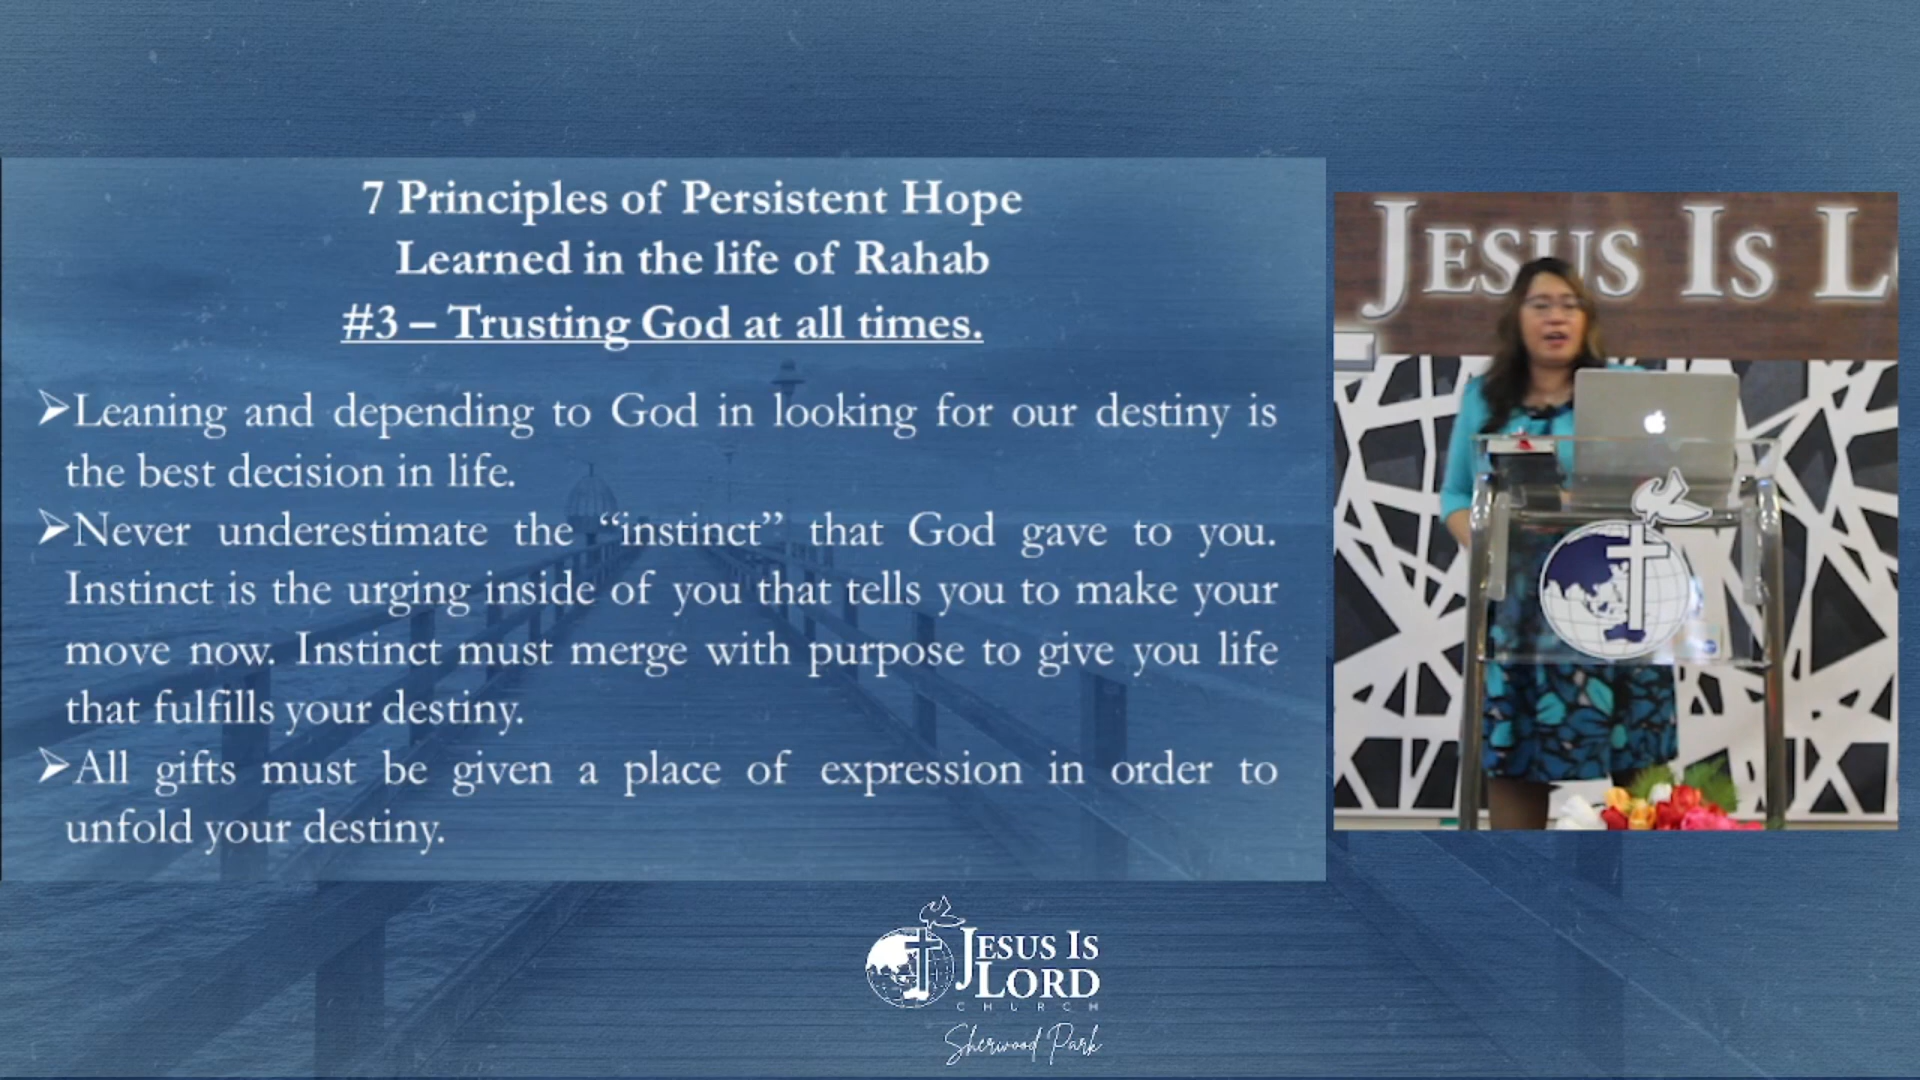 7 Principles of Persistent Hope
Learned in the life of Rahab
#3 – Trusting God at all times.
➢Leaning and depending to God in looking for our destiny is
the best decision in life.
➢Never underestimate the “instinct” that God gave to you.
Instinct is the urging inside of you that tells you to make your
move now. Instinct must merge with purpose to give you life
that fulfills your destiny.
➢All gifts must be given a place of expression in order to
unfold your destiny.
JESUS IS L
JESUS IS
LORD
CHURCH
Sherwood Park